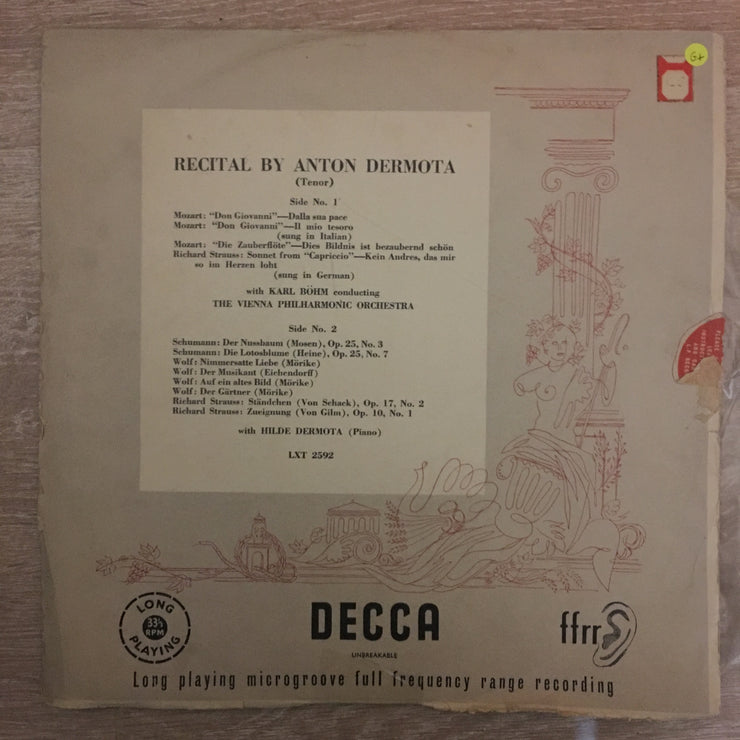 G+
RECITAL BY ANTON DERMOTA
(Tenor)
Side No. 1
Mozart: "Don Giovanni"—Dalla sua pace
Mozart: "Don Giovanni"—Il mio tesoro
(sung in Italian)
Mozart: "Die Zauberflöte"—Dies Bildnis ist bezaubernd schön
Richard Strauss: Sonnet from "Capriccio"—Kein Andres, das mir
so im Herzen loht
(sung in German)
with KARL BÖHM conducting
THE VIENNA PHILHARMONIC ORCHESTRA
Side No. 2
Schumann: Der Nussbaum (Mosen), Op. 25, No. 3
Schumann: Die Lotosblume (Heine), Op. 25, No. 7
Wolf: Nimmersatte Liebe (Mörike)
Wolf: Der Musikant (Eichendorff)
Wolf: Auf ein altes Bild (Mörike)
Wolf: Der Gärtner (Mörike)
Richard Strauss: Ständchen (Von Schack), Op. 17, No. 2
Richard Strauss: Zueignung (Von Gilm), Op. 10, No. 1
with HILDE DERMOTA (Piano)
LXT 2592
PLEASE
LONG
33⅓
RPM
PLAYING
DECCA
UNBREAKABLE
ffrr
Long playing microgroove full frequency range recording